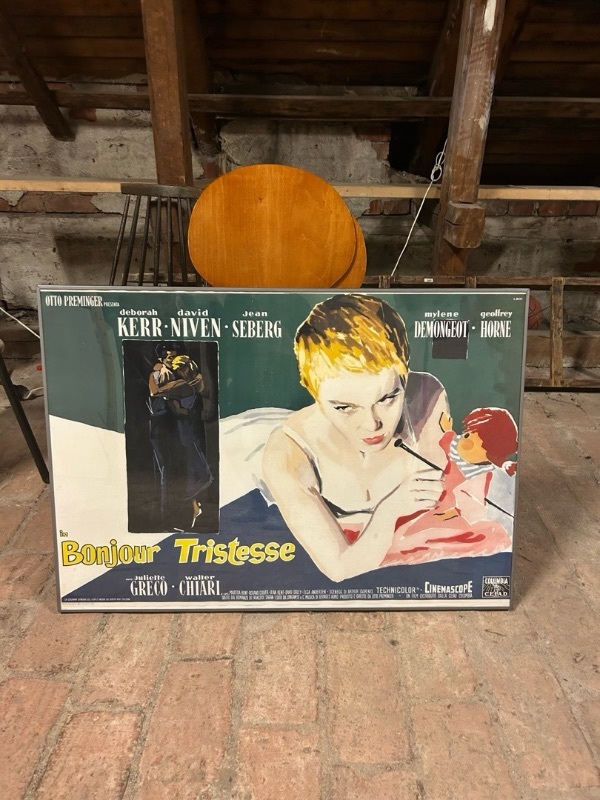 OTTO PREMINGER PRESENTA
deborah david jean
KERR · NIVEN · SEBERG
mylene geoffrey
DEMONGEOT · HORNE
Bonjour Tristesse
juliette walter
GRECO · CHIARI
TECHNICOLOR CINEMASCOPE
COLUMBIA
CEIAD